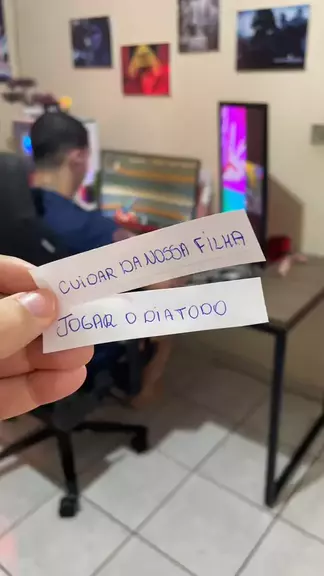 CUIDAR DA NOSSA FILHA
JOGAR O DIA TODO